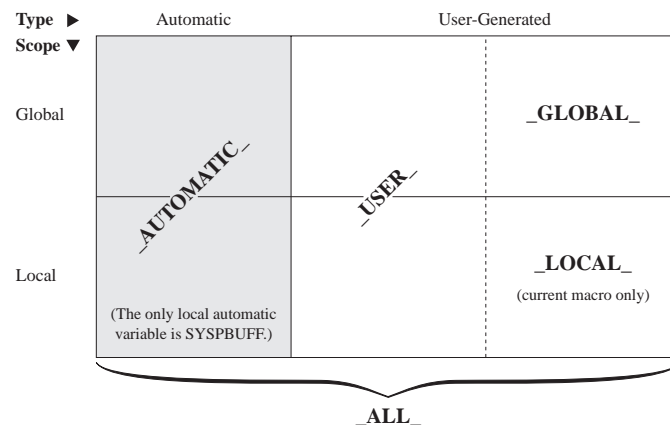 Type ▶ Automatic User-Generated
Scope ▼
Global
_GLOBAL_
_AUTOMATIC_
_USER_
Local
_LOCAL_
(current macro only)
(The only local automatic
variable is SYSPBUFF.)
_ALL_